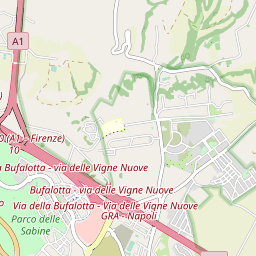 A1
(A1 - Firenze)
10
Bufalotta - via delle Vigne Nuove
Bufalotta - via delle Vigne Nuove
Via della Bufalotta - Via delle Vigne Nuove
GRA - Napoli
Parco delle
Sabine